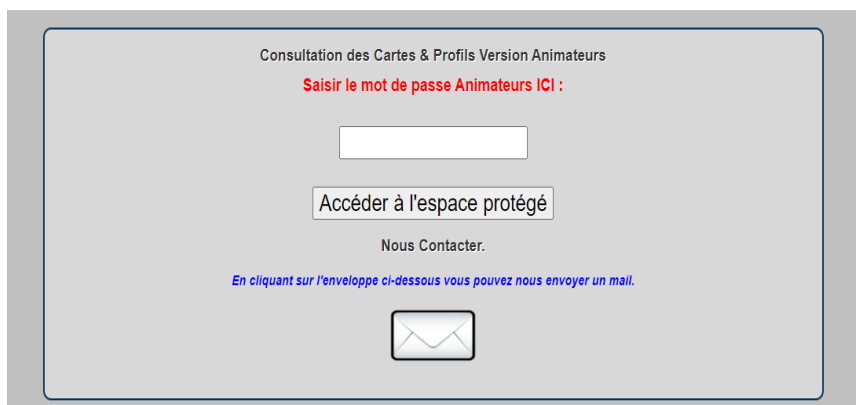 Consultation des Cartes & Profils Version Animateurs
Saisir le mot de passe Animateurs ICI :
Accéder à l'espace protégé
Nous Contacter.
En cliquant sur l'enveloppe ci-dessous vous pouvez nous envoyer un mail.